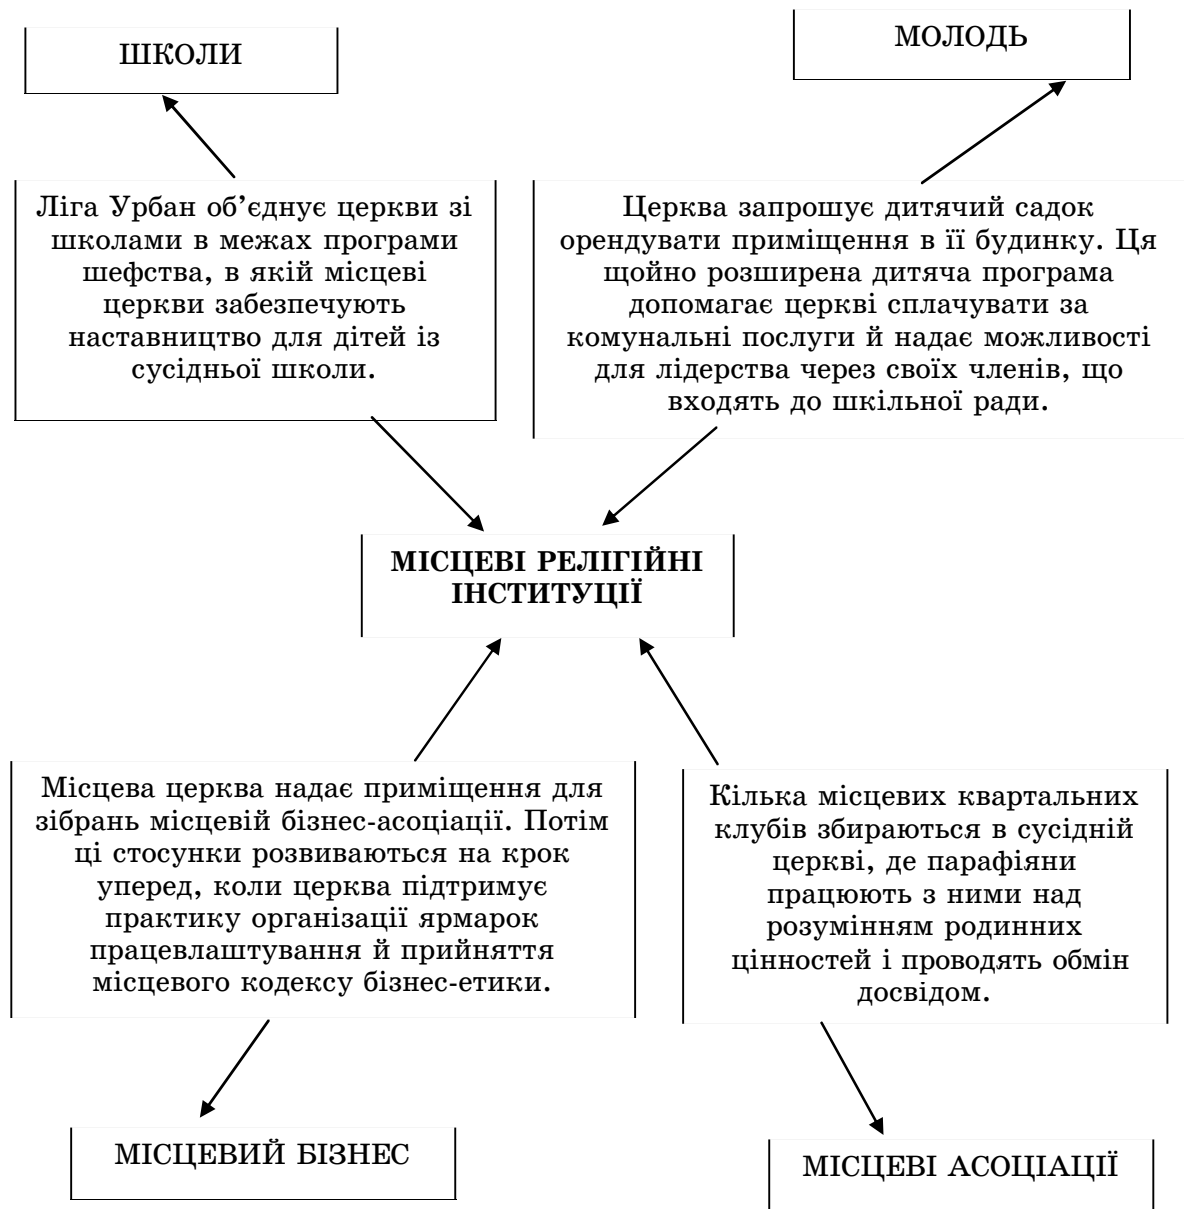 ШКОЛИ
МОЛОДЬ
Ліга Урбан об’єднує церкви зі
школами в межах програми
шефства, в якій місцеві
церкви забезпечують
наставництво для дітей із
сусідньої школи.
Церква запрошує дитячий садок
орендувати приміщення в її будинку. Ця
щойно розширена дитяча програма
допомагає церкві сплачувати за
комунальні послуги й надає можливості
для лідерства через своїх членів, що
входять до шкільної ради.
МІСЦЕВІ РЕЛІГІЙНІ
ІНСТИТУЦІЇ
Місцева церква надає приміщення для
зібрань місцевій бізнес-асоціації. Потім
ці стосунки розвиваються на крок
уперед, коли церква підтримує
практику організації ярмарок
працевлаштування й прийняття
місцевого кодексу бізнес-етики.
Кілька місцевих квартальних
клубів збираються в сусідній
церкві, де парафіяни
працюють з ними над
розумінням родинних
цінностей і проводять обмін
досвідом.
МІСЦЕВИЙ БІЗНЕС
МІСЦЕВІ АСОЦІАЦІЇ